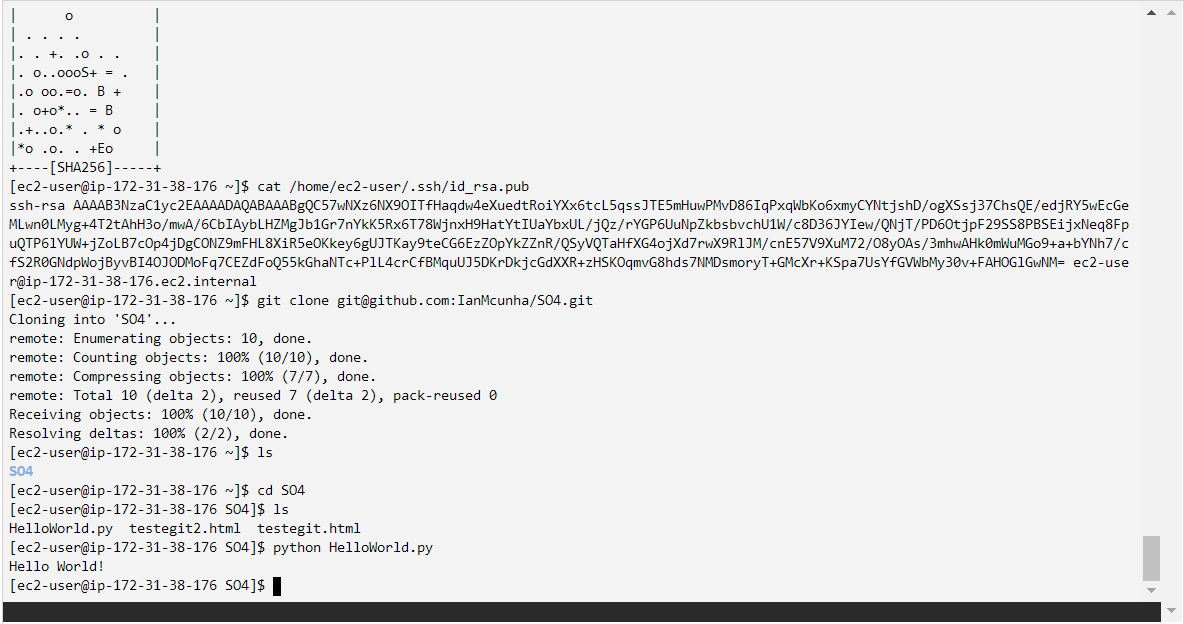 |      o          |
| . . . .         |
|. . +. .o . .    |
|. o..oooS+ = .   |
|.o oo.=o. B +    |
|. o+o*.. = B     |
|.+..o.* . * o    |
|*o .o. . +Eo     |
+----[SHA256]-----+
[ec2-user@ip-172-31-38-176 ~]$ cat /home/ec2-user/.ssh/id_rsa.pub
ssh-rsa AAAAB3NzaC1yc2EAAAADAQABAAABgQC57wNXz6NX9OITfHaqdw4eXuedtRoiYXx6tcL5qssJTE5mHuwPMvD86IqPxqWbKo6xmyCYNtjshD/ogXSsj37ChsQE/edjRY5wEcGe
MLwn0LMyg+4T2tAhH3o/mwA/6CbIAybLHZMgJb1Gr7nYkK5Rx6T78WjnxH9HatYtIUaYbxUL/jQz/rYGP6UuNpZkbsbvchU1W/c8D36JYIew/QNjT/PD6OtjpF29SS8PBSEijxNeq8Fp
uQTP6lYUW+jZoLB7cOp4jDgCONZ9mFHL8XiR5eOKkey6gUJTKay9teCG6EzZOpYkZZnR/QSyVQTaHfXG4ojXd7rwX9RlJM/cnE57V9XuM72/O8yOAs/3mhwAHk0mWuMGo9+a+bYNh7/c
fS2R0GNdpWojByvBI4OJODMoFq7CEZdFoQ55kGhaNTc+PlL4crCfBMquUJ5DKrDkjcGdXXR+zHSKOqmvG8hds7NMDsmoryT+GMcXr+KSpa7UsYfGVWbMy30v+FAHOGlGwNM= ec2-use
r@ip-172-31-38-176.ec2.internal
[ec2-user@ip-172-31-38-176 ~]$ git clone git@github.com:IanMcunha/SO4.git
Cloning into 'SO4'...
remote: Enumerating objects: 10, done.
remote: Counting objects: 100% (10/10), done.
remote: Compressing objects: 100% (7/7), done.
remote: Total 10 (delta 2), reused 7 (delta 2), pack-reused 0
Receiving objects: 100% (10/10), done.
Resolving deltas: 100% (2/2), done.
[ec2-user@ip-172-31-38-176 ~]$ ls
SO4
[ec2-user@ip-172-31-38-176 ~]$ cd SO4
[ec2-user@ip-172-31-38-176 SO4]$ ls
HelloWorld.py  testegit2.html  testegit.html
[ec2-user@ip-172-31-38-176 SO4]$ python HelloWorld.py
Hello World!
[ec2-user@ip-172-31-38-176 SO4]$